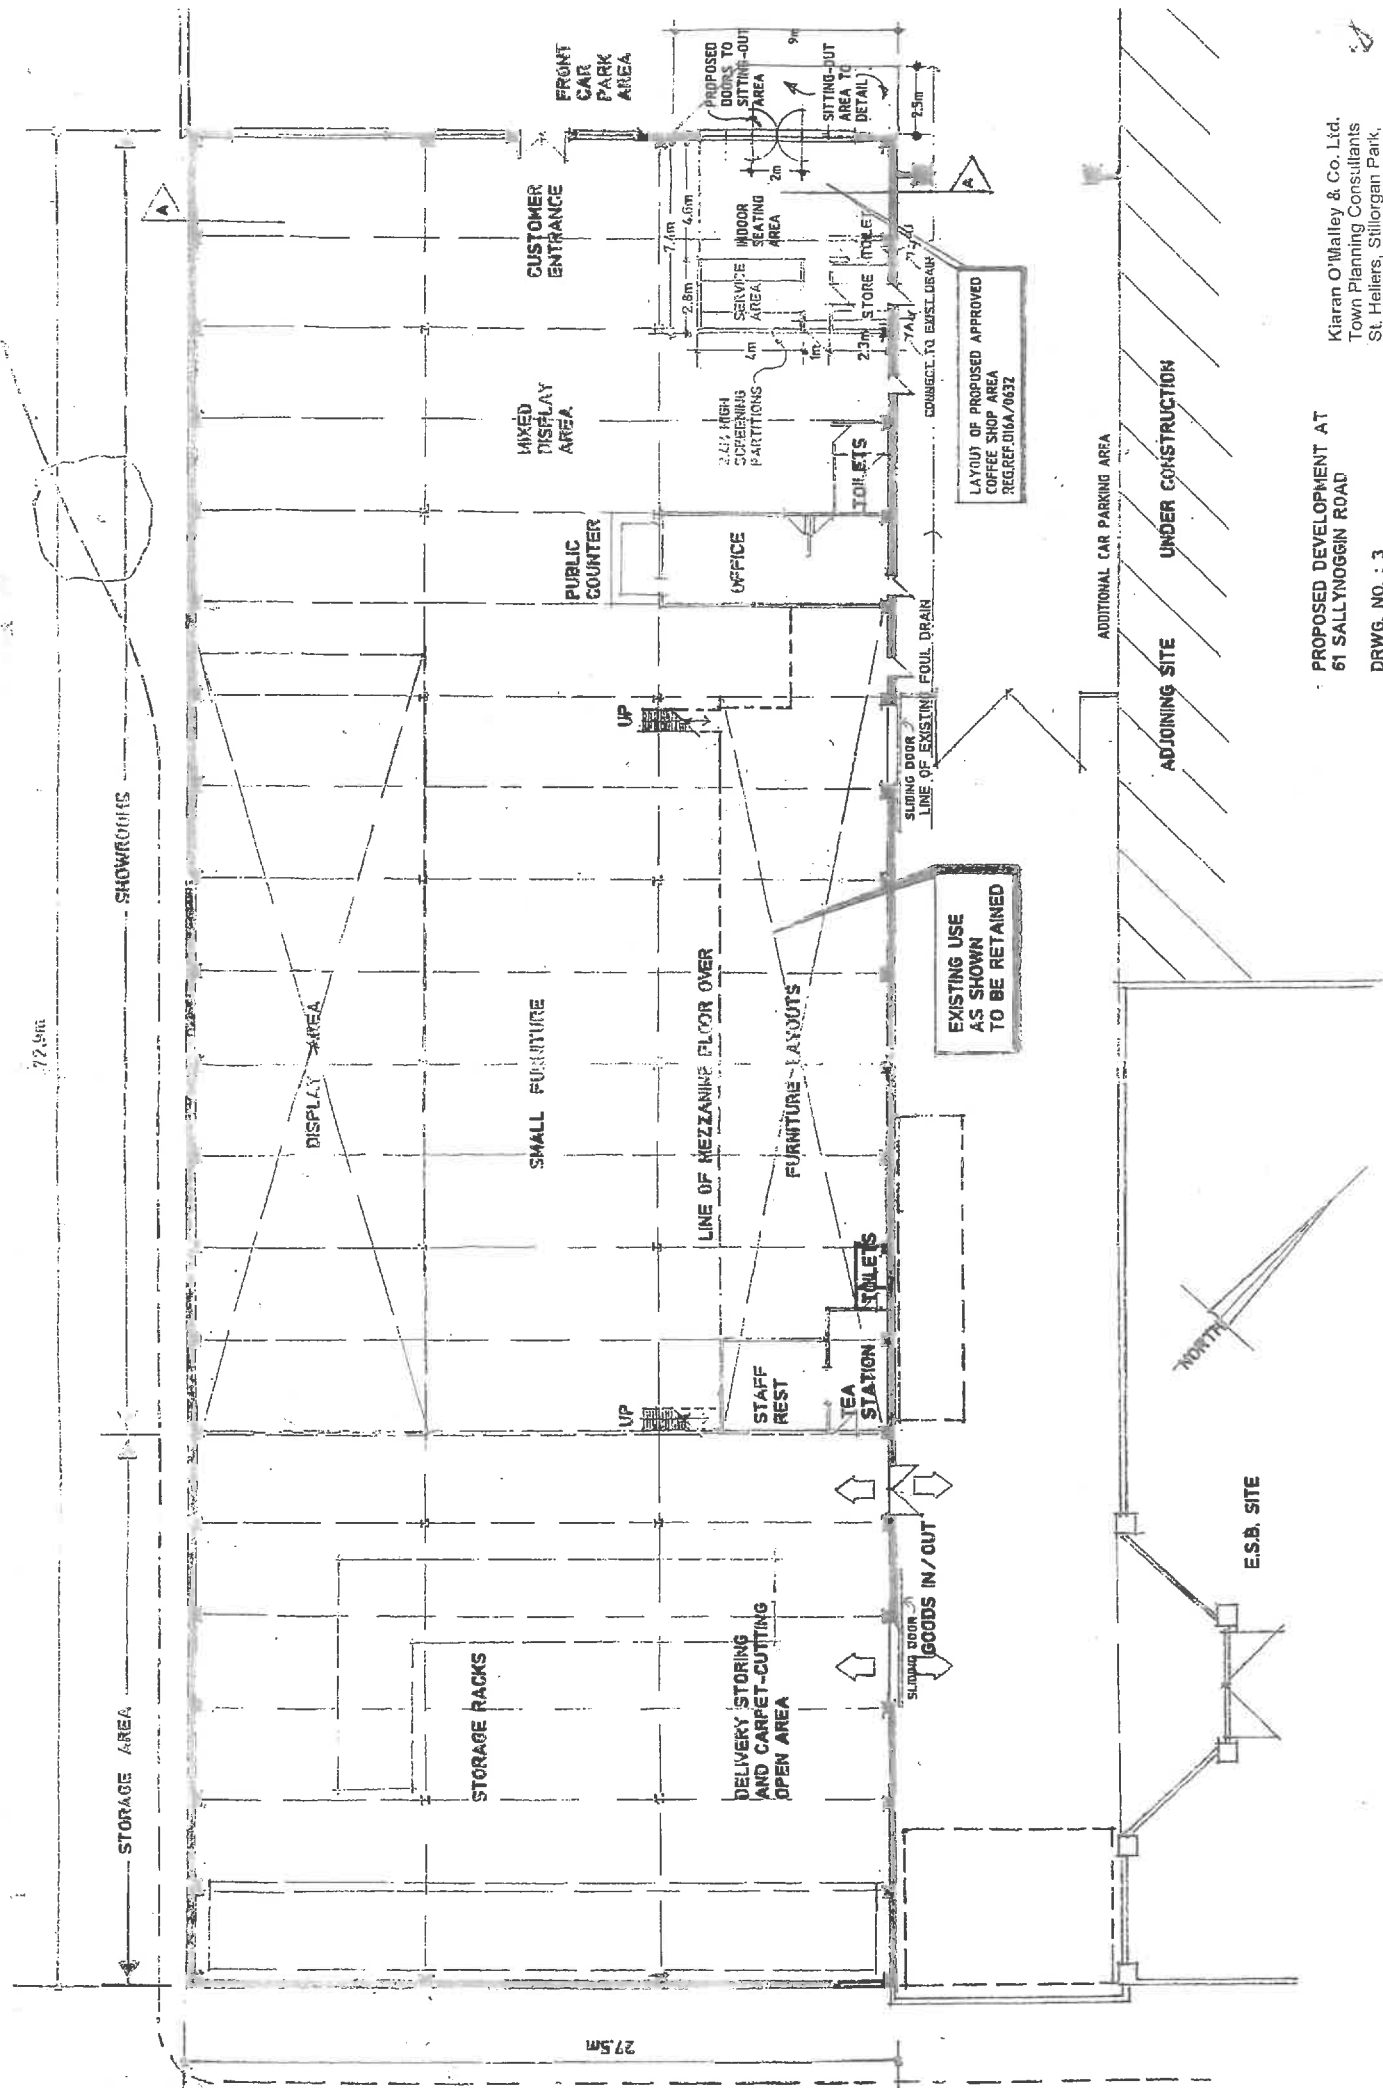 72.9m
STORAGE AREA
SHOWROOMS
A
FRONT
CAR
PARK
AREA
PROPOSED
DOORS TO
SITTING-OUT
AREA
9m
SITTING-OUT
AREA TO
DETAIL
2.5m
2m
CUSTOMER
ENTRANCE
7.4m
4.6m
2.8m
INDOOR
SEATING
AREA
SERVICE
AREA
TOILET
STORE
4m
1m
2.3m
A
MIXED
DISPLAY
AREA
HIGH
SCREENING
PARTITIONS
TOILETS
CONNECT TO EXIST. DRAIN
LAYOUT OF PROPOSED APPROVED
COFFEE SHOP AREA
REG.REF.D16A/0632
PUBLIC
COUNTER
OFFICE
UP
SLIDING DOOR
LINE OF EXISTING FOUL DRAIN
ADDITIONAL CAR PARKING AREA
ADJOINING SITE UNDER CONSTRUCTION
DISPLAY AREA
SMALL FURNITURE
LINE OF MEZZANINE FLOOR OVER
FURNITURE LAYOUTS
EXISTING USE
AS SHOWN
TO BE RETAINED
UP
STAFF
REST
TEA
STATION
TOILETS
STORAGE RACKS
DELIVERY STORING
AND CARPET-CUTTING
OPEN AREA
SLIDING DOOR
GOODS IN/OUT
27.5m
NORTH
E.S.B. SITE
PROPOSED DEVELOPMENT AT
61 SALLYNOGGIN ROAD
DRWG. NO. : 3
Kiaran O'Malley & Co. Ltd.
Town Planning Consultants
St. Heliers, Stillorgan Park,